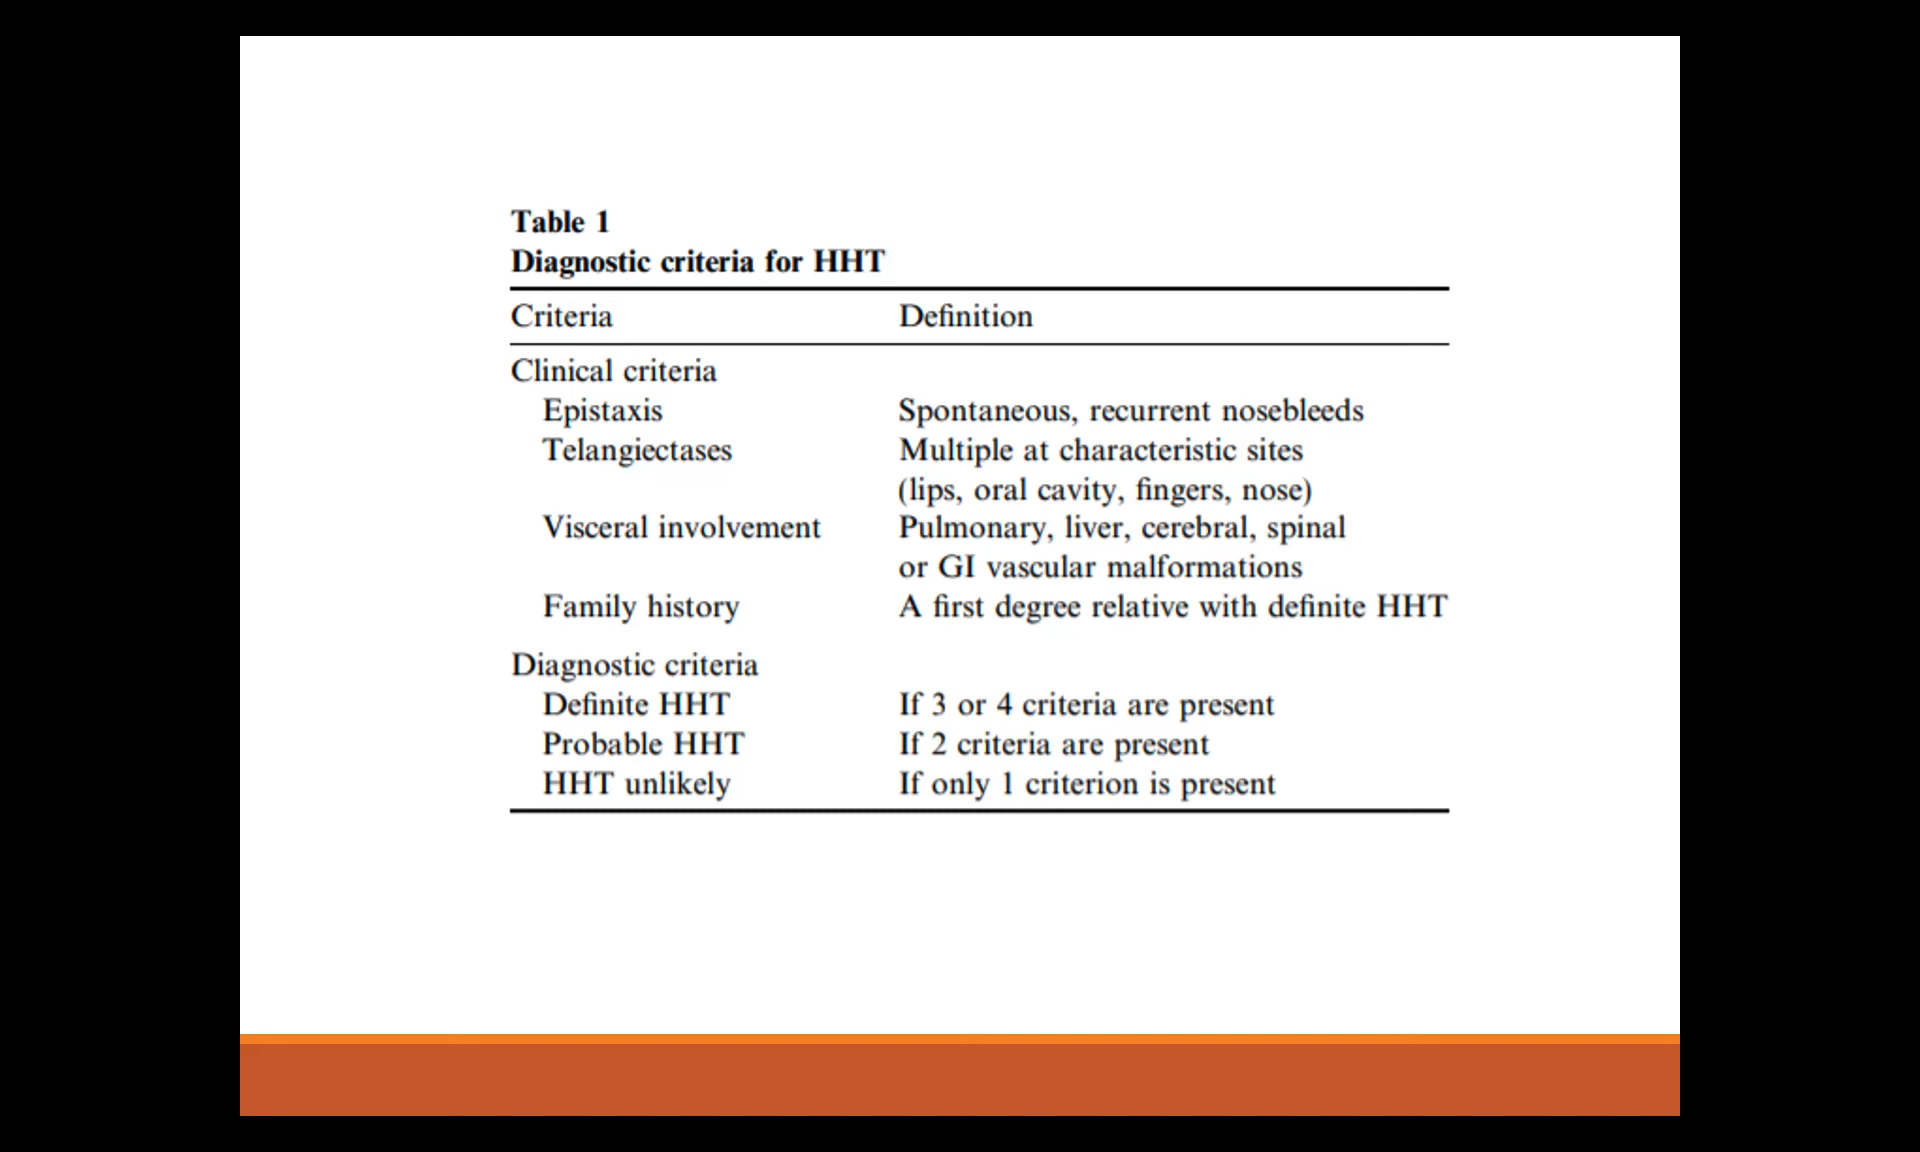 Table 1
Diagnostic criteria for HHT
Criteria Definition
Clinical criteria
Epistaxis Spontaneous, recurrent nosebleeds
Telangiectases Multiple at characteristic sites
(lips, oral cavity, fingers, nose)
Visceral involvement Pulmonary, liver, cerebral, spinal
or GI vascular malformations
Family history A first degree relative with definite HHT
Diagnostic criteria
Definite HHT If 3 or 4 criteria are present
Probable HHT If 2 criteria are present
HHT unlikely If only 1 criterion is present